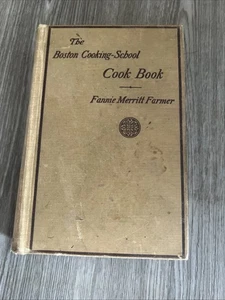 The
Boston Cooking-School
Cook Book
Fannie Merritt Farmer